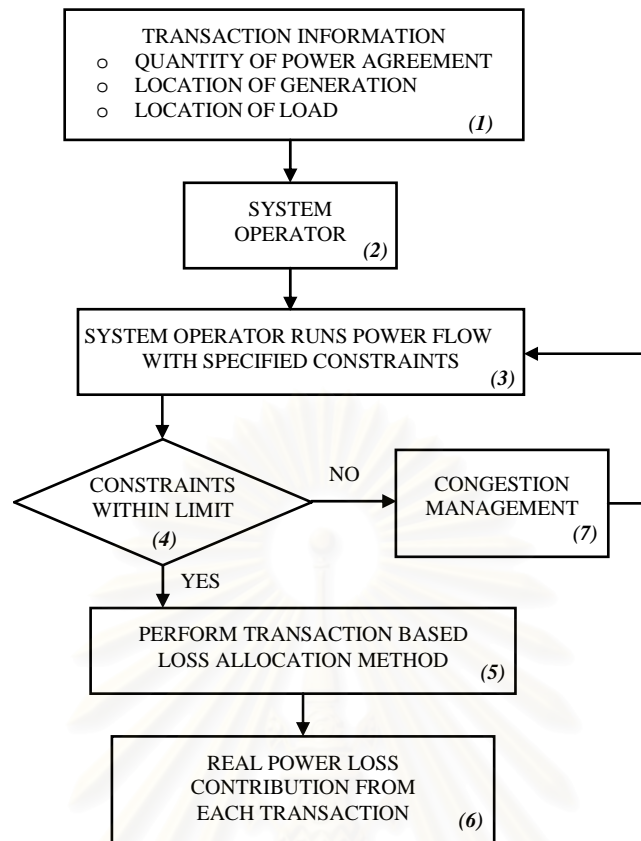 TRANSACTION INFORMATION
o QUANTITY OF POWER AGREEMENT
o LOCATION OF GENERATION
o LOCATION OF LOAD
(1)
SYSTEM
OPERATOR
(2)
SYSTEM OPERATOR RUNS POWER FLOW
WITH SPECIFIED CONSTRAINTS
(3)
CONSTRAINTS
WITHIN LIMIT
(4)
NO
CONGESTION
MANAGEMENT
(7)
YES
PERFORM TRANSACTION BASED
LOSS ALLOCATION METHOD
(5)
REAL POWER LOSS
CONTRIBUTION FROM
EACH TRANSACTION
(6)